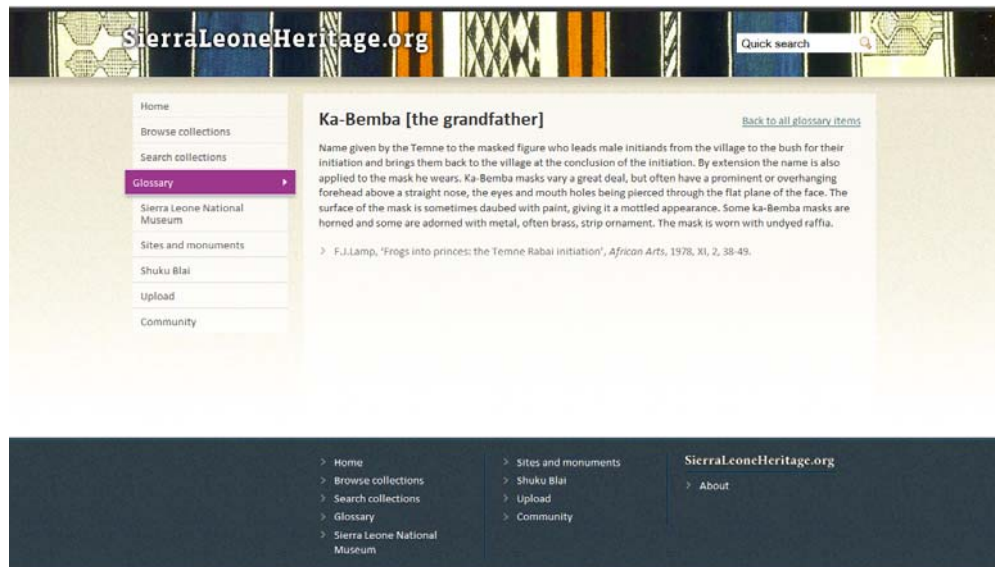 SierraLeoneHeritage.org
Quick search
Home
Browse collections
Search collections
Glossary
Sierra Leone National
Museum
Sites and monuments
Shuku Blai
Upload
Community
Ka-Bemba [the grandfather]
Back to all glossary items
Name given by the Temne to the masked figure who leads male initiands from the village to the bush for their
initiation and brings them back to the village at the conclusion of the initiation. By extension the name is also
applied to the mask he wears. Ka-Bemba masks vary a great deal, but often have a prominent or overhanging
forehead above a straight nose, the eyes and mouth holes being pierced through the flat plane of the face. The
surface of the mask is sometimes daubed with paint, giving it a mottled appearance. Some ka-Bemba masks are
horned and some are adorned with metal, often brass, strip ornament. The mask is worn with undyed raffia.
> F.J.Lamp, 'Frogs into princes: the Temne Rabai initiation', African Arts, 1978, XI, 2, 38-49.
> Home
> Browse collections
> Search collections
> Glossary
> Sierra Leone National
Museum
> Sites and monuments
> Shuku Blai
> Upload
> Community
SierraLeoneHeritage.org
> About